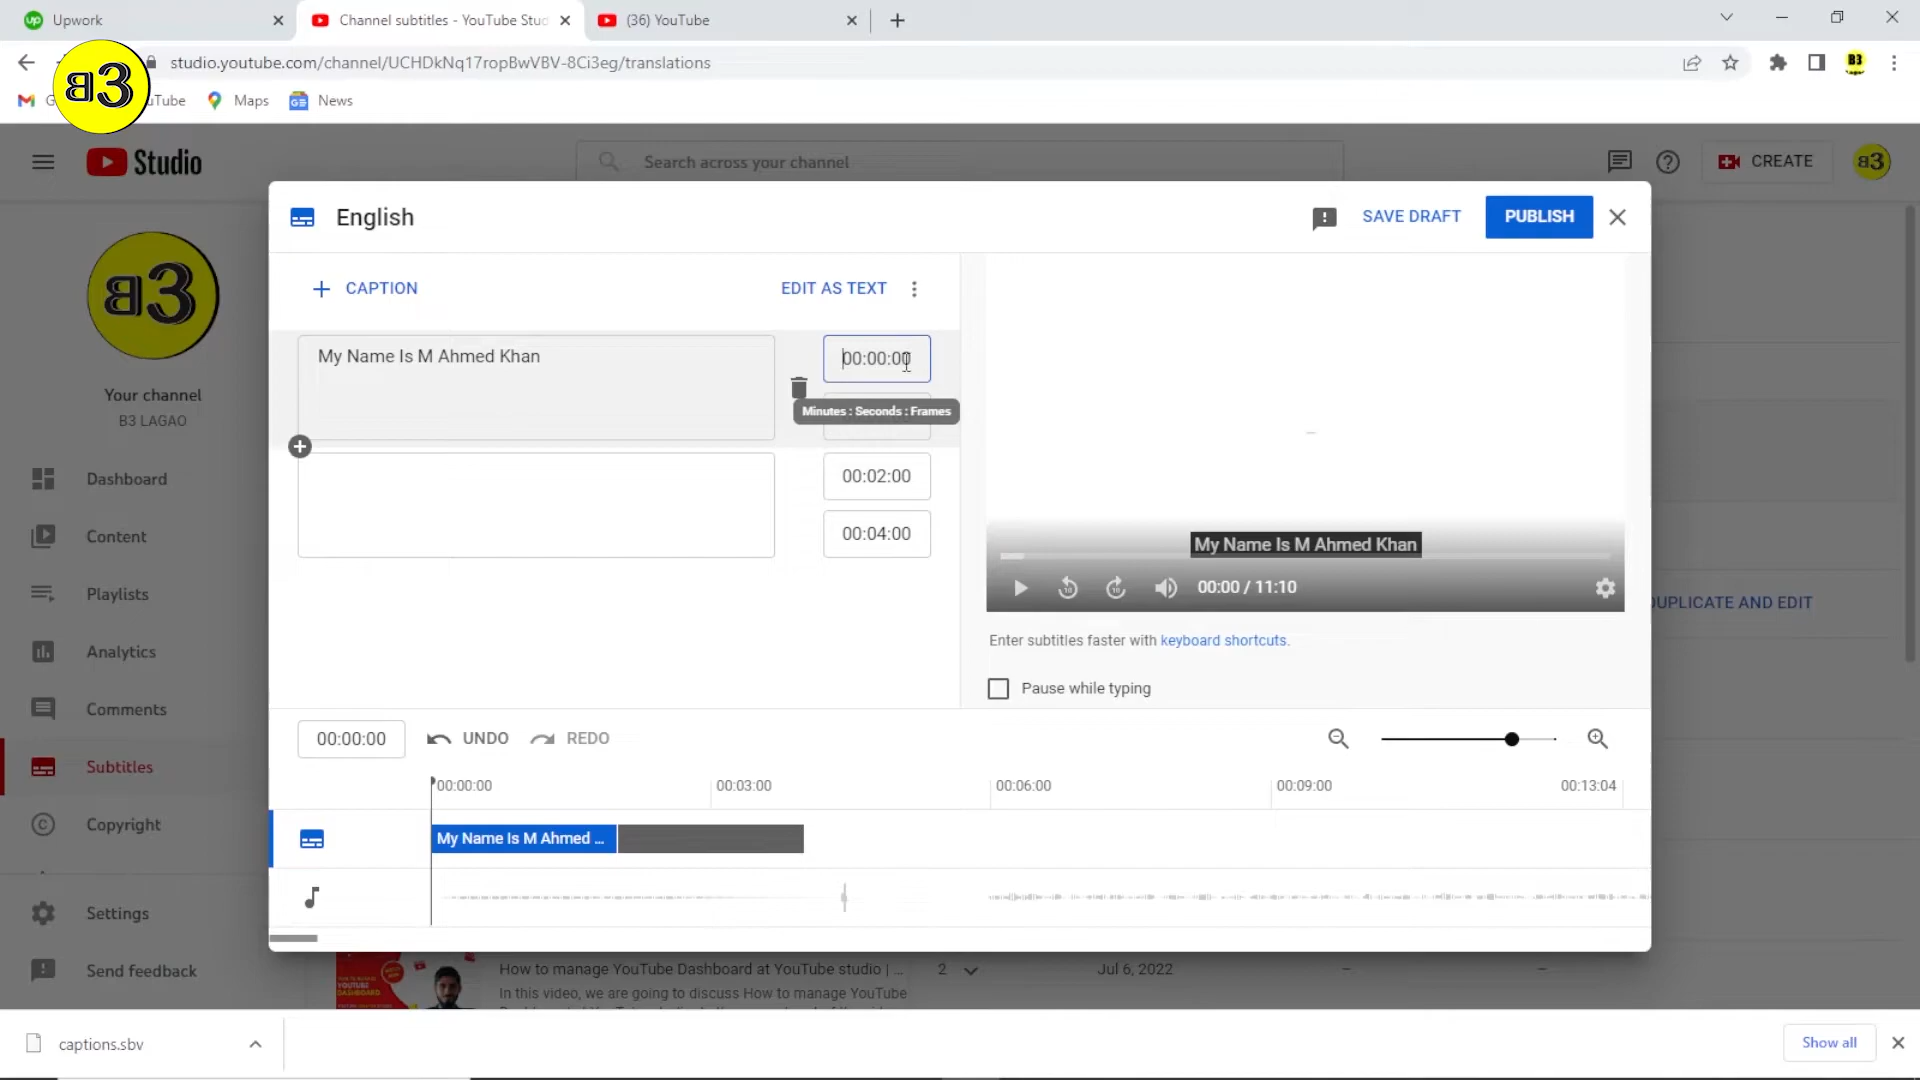 Upwork
Channel subtitles - YouTube Stud
(36) YouTube
studio.youtube.com/channel/UCHDkNq17ropBwVBV-8Ci3eg/translations
B3
Maps
News
B3
Studio
Search across your channel
CREATE
B3
English
SAVE DRAFT
PUBLISH
B3
Your channel
B3 LAGAO
CAPTION
EDIT AS TEXT
My Name Is M Ahmed Khan
00:00:00
Minutes : Seconds : Frames
00:02:00
00:04:00
My Name Is M Ahmed Khan
00:00 / 11:10
Enter subtitles faster with keyboard shortcuts.
Pause while typing
Dashboard
Content
Playlists
Analytics
Comments
Subtitles
Copyright
Settings
Send feedback
DUPLICATE AND EDIT
00:00:00
UNDO
REDO
00:00:00
00:03:00
00:06:00
00:09:00
00:13:04
My Name Is M Ahmed ...
How to manage YouTube Dashboard at YouTube studio | ...
2
Jul 6, 2022
In this video, we are going to discuss How to manage YouTube
captions.sbv
Show all